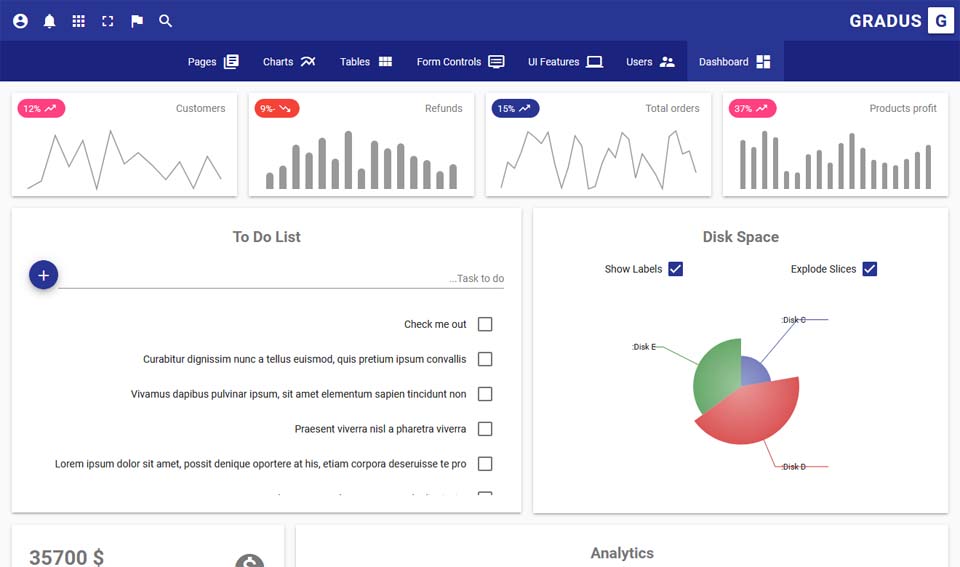 GRADUS G
Pages Charts Tables Form Controls UI Features Users Dashboard
12% Customers
9%- Refunds
15% Total orders
37% Products profit
To Do List
...Task to do
Check me out
Curabitur dignissim nunc a tellus euismod, quis pretium ipsum convallis
Vivamus dapibus pulvinar ipsum, sit amet elementum sapien tincidunt non
Praesent viverra nisl a pharetra viverra
Lorem ipsum dolor sit amet, possit denique oportere at his, etiam corpora deseruisse te pro
Disk Space
Show Labels Explode Slices
:Disk C
:Disk E
:Disk D
35700 $
Analytics